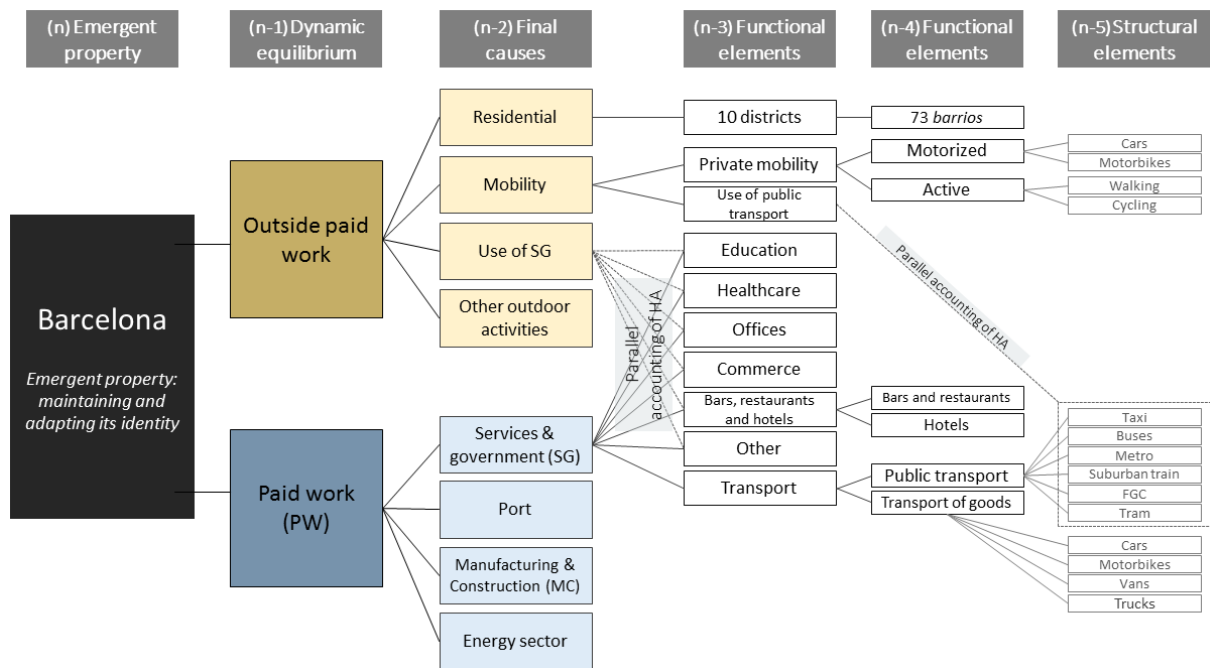 (n) Emergent
property
(n-1) Dynamic
equilibrium
(n-2) Final
causes
(n-3) Functional
elements
(n-4) Functional
elements
(n-5) Structural
elements
Barcelona
Emergent property:
maintaining and
adapting its identity
Outside paid
work
Paid work
(PW)
Residential
Mobility
Use of SG
Other outdoor
activities
Services &
government (SG)
Port
Manufacturing &
Construction (MC)
Energy sector
Parallel
accounting of HA
10 districts
Private mobility
Use of public
transport
Education
Healthcare
Offices
Commerce
Bars, restaurants
and hotels
Other
Transport
73 barrios
Motorized
Active
Parallel accounting of HA
Bars and restaurants
Hotels
Public transport
Transport of goods
Cars
Motorbikes
Walking
Cycling
Taxi
Buses
Metro
Suburban train
FGC
Tram
Cars
Motorbikes
Vans
Trucks